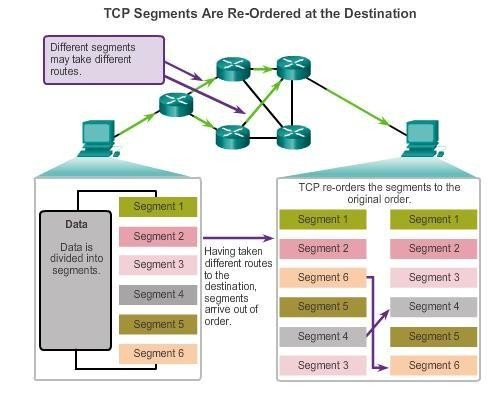 TCP Segments Are Re-Ordered at the Destination
Different segments
may take different
routes.
Data
Data is
divided into
segments.
Segment 1
Segment 2
Segment 3
Segment 4
Segment 5
Segment 6
Having taken
different routes
to the
destination,
segments
arrive out of
order.
TCP re-orders the segments to the
original order.
Segment 1
Segment 2
Segment 6
Segment 5
Segment 4
Segment 3
Segment 1
Segment 2
Segment 3
Segment 4
Segment 5
Segment 6